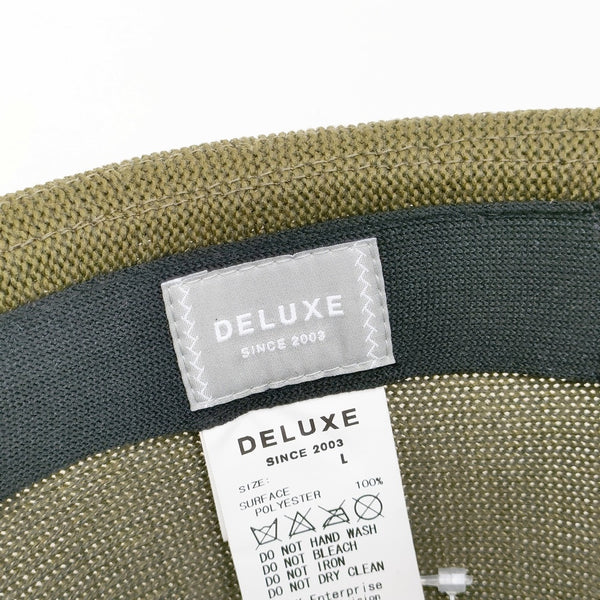 DELUXE
SINCE 2003
DELUXE
SINCE 2003
SIZE: L
SURFACE
POLYESTER 100%
DO NOT HAND WASH
DO NOT BLEACH
DO NOT IRON
DO NOT DRY CLEAN
Enterprise